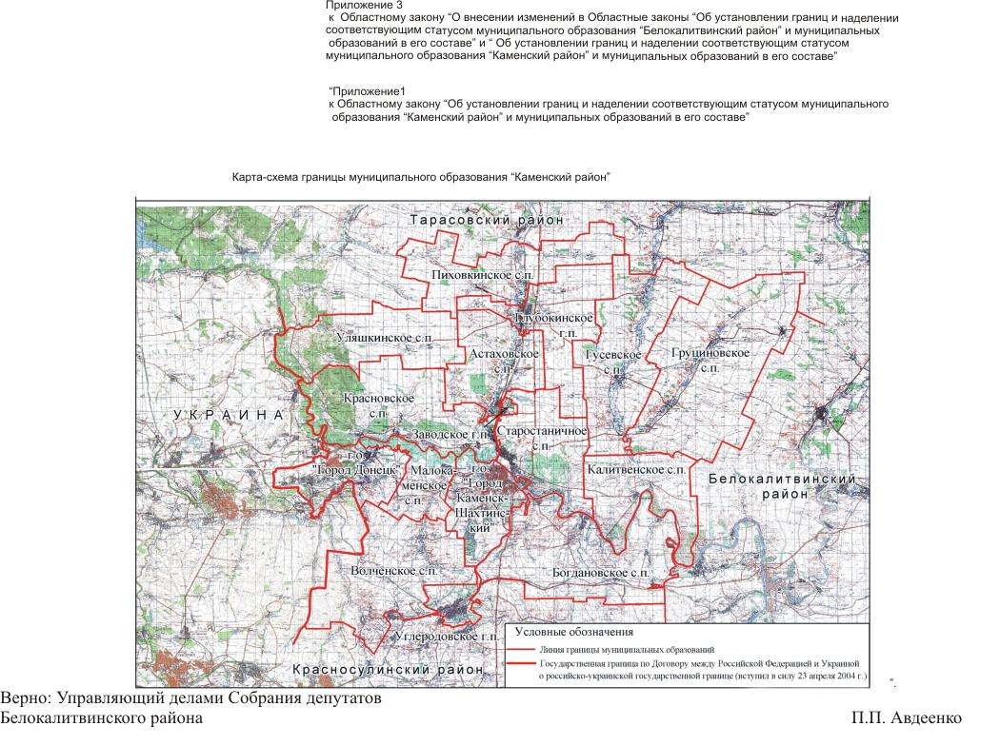 Приложение 3
к Областному закону “О внесении изменений в Областные законы “Об установлении границ и наделении
соответствующим статусом муниципального образования “Белокалитвинский район” и муниципальных
образований в его составе” и “ Об установлении границ и наделении соответствующим статусом
муниципального образования “Каменский район” и муниципальных образований в его составе”
“Приложение1
к Областному закону “Об установлении границ и наделении соответствующим статусом муниципального
образования “Каменский район” и муниципальных образований в его составе”
Карта-схема границы муниципального образования “Каменский район”
Тарасовский район
Пиховкинское с.п.
Глубокинское
г.п.
Уляшкинское с.п.
Астаховское
с.п.
Гусевское
с.п.
Груциновское
с.п.
Красновское
с.п.
УКРАИНА
Заводское г.п.
Старостаничное
с.п.
г.о.
"Город Донецк"
Малока-
менское
с.п.
г.о.
"Город
Каменск-
Шахтинс-
кий"
Калитвенское с.п.
Белокалитвинский
район
Волченское с.п.
Богдановское с.п.
Углеродовское г.п.
Красносулинский район
Условные обозначения
Линия границы муниципальных образований
Государственная граница по Договору между Российской Федерацией и Украиной
о российско-украинской государственной границе (вступил в силу 23 апреля 2004 г.)
”.
Верно: Управляющий делами Собрания депутатов
Белокалитвинского района
П.П. Авдеенко